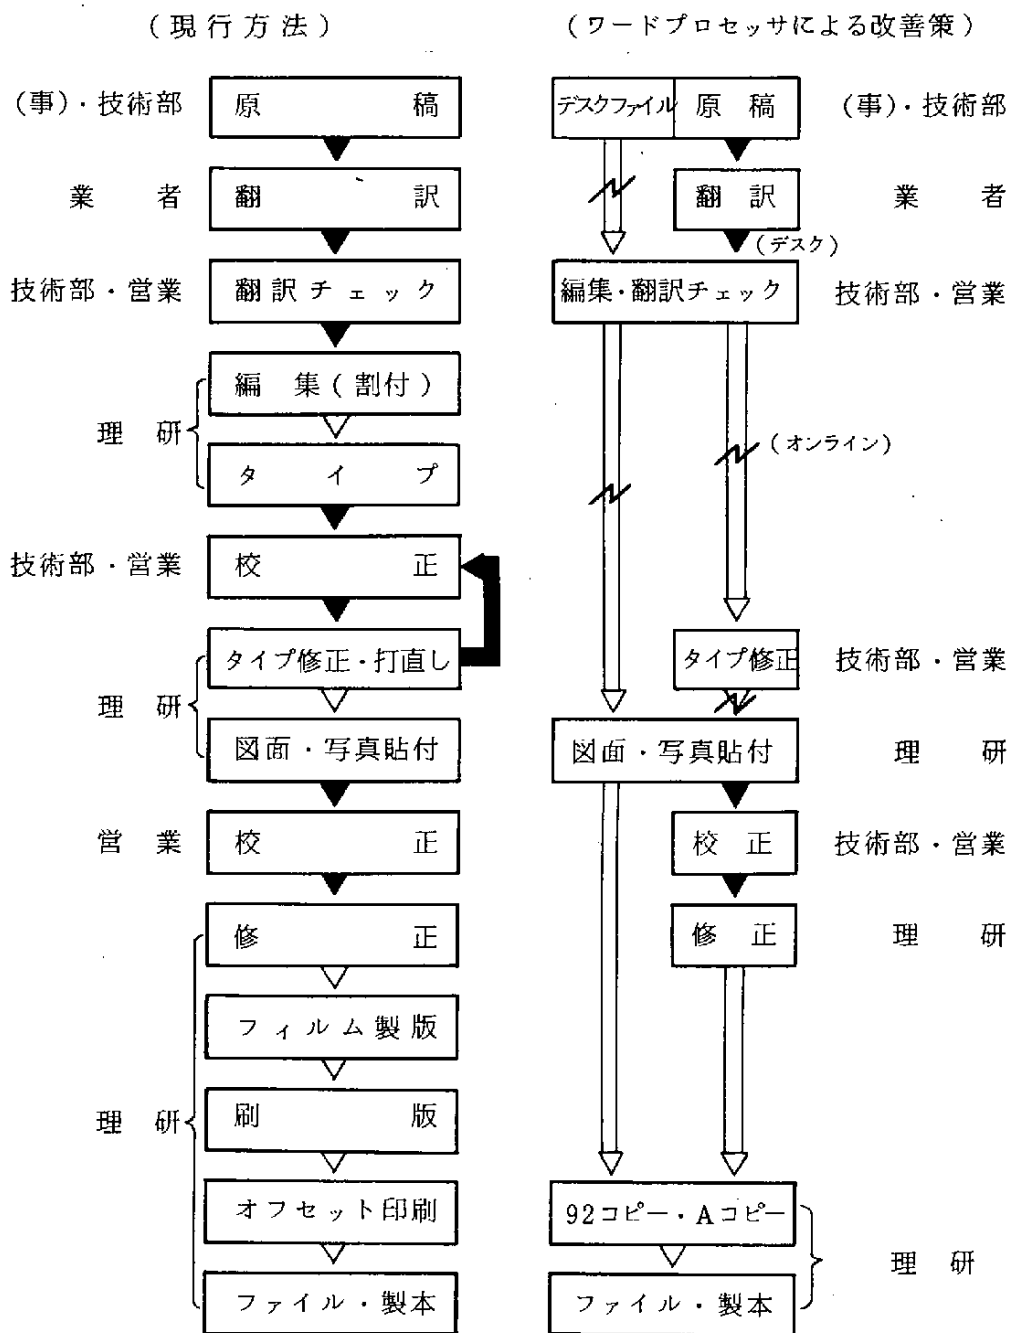 (現行方法)
(事)・技術部 原稿
業者 翻訳
技術部・営業 翻訳チェック
編集(割付)
理研
タイプ
技術部・営業 校正
タイプ修正・打直し
理研
図面・写真貼付
営業 校正
修正
フィルム製版
理研 刷版
オフセット印刷
ファイル・製本
(ワードプロセッサによる改善策)
デスクファイル 原稿 (事)・技術部
翻訳 業者
(デスク)
編集・翻訳チェック 技術部・営業
(オンライン)
タイプ修正 技術部・営業
図面・写真貼付 理研
校正 技術部・営業
修正 理研
92コピー・Aコピー
理研
ファイル・製本